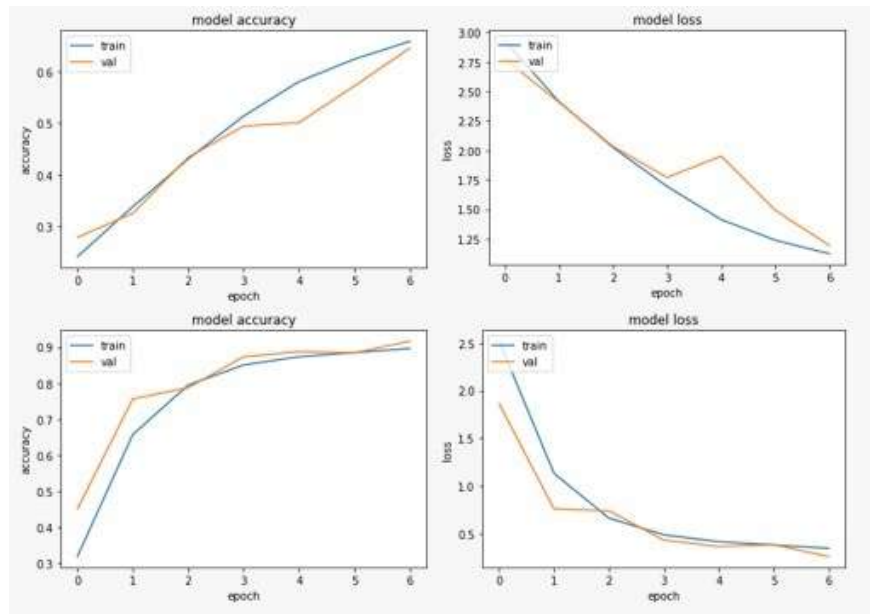 model accuracy
train
val
0.6
0.5
0.4
0.3
accuracy
0 1 2 3 4 5 6
epoch
model loss
train
val
3.00
2.75
2.50
2.25
2.00
1.75
1.50
1.25
loss
0 1 2 3 4 5 6
epoch
model accuracy
train
val
0.9
0.8
0.7
0.6
0.5
0.4
0.3
accuracy
0 1 2 3 4 5 6
epoch
model loss
train
val
2.5
2.0
1.5
1.0
0.5
loss
0 1 2 3 4 5 6
epoch